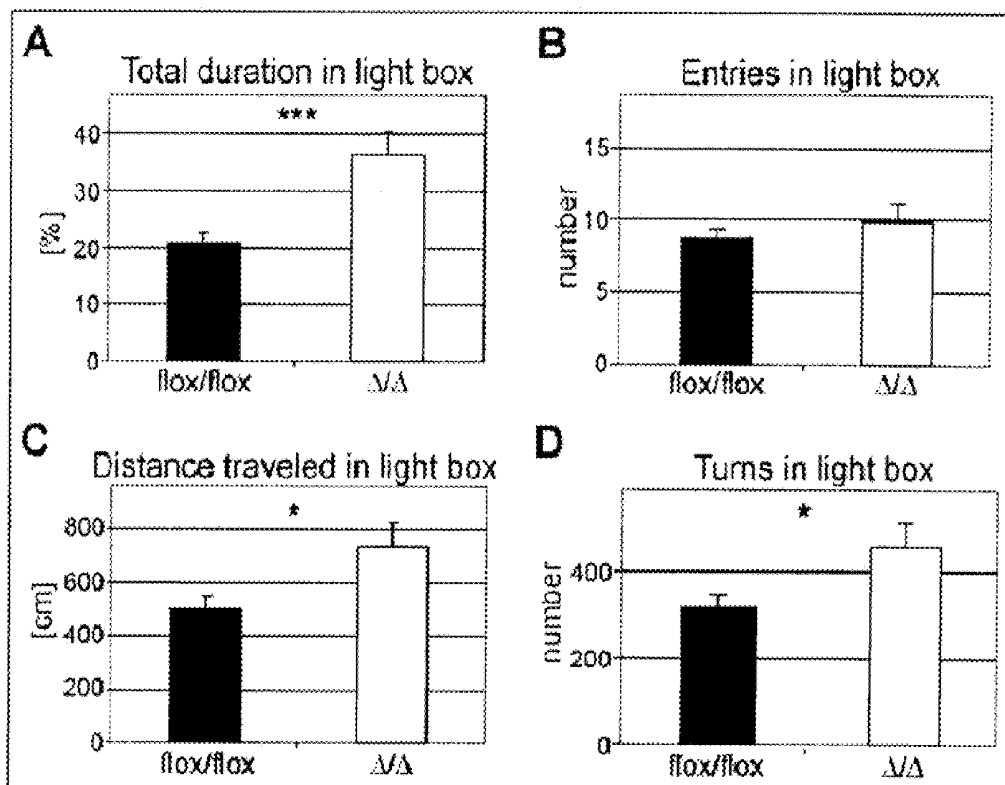 A
Total duration in light box
***
40
30
20
10
0
[%]
flox/flox
Δ/Δ
B
Entries in light box
15
10
5
0
number
flox/flox
Δ/Δ
C
Distance traveled in light box
*
800
600
400
200
0
[cm]
flox/flox
Δ/Δ
D
Turns in light box
*
400
200
0
number
flox/flox
Δ/Δ